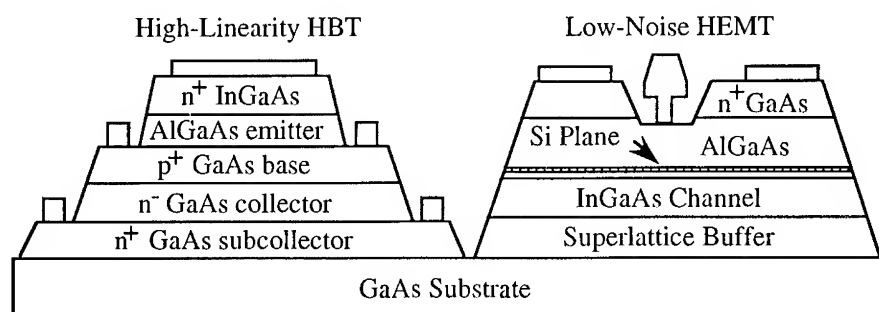 High-Linearity HBT
Low-Noise HEMT
n+ InGaAs
AlGaAs emitter
p+ GaAs base
n- GaAs collector
n+ GaAs subcollector
n+ GaAs
Si Plane
AlGaAs
InGaAs Channel
Superlattice Buffer
GaAs Substrate